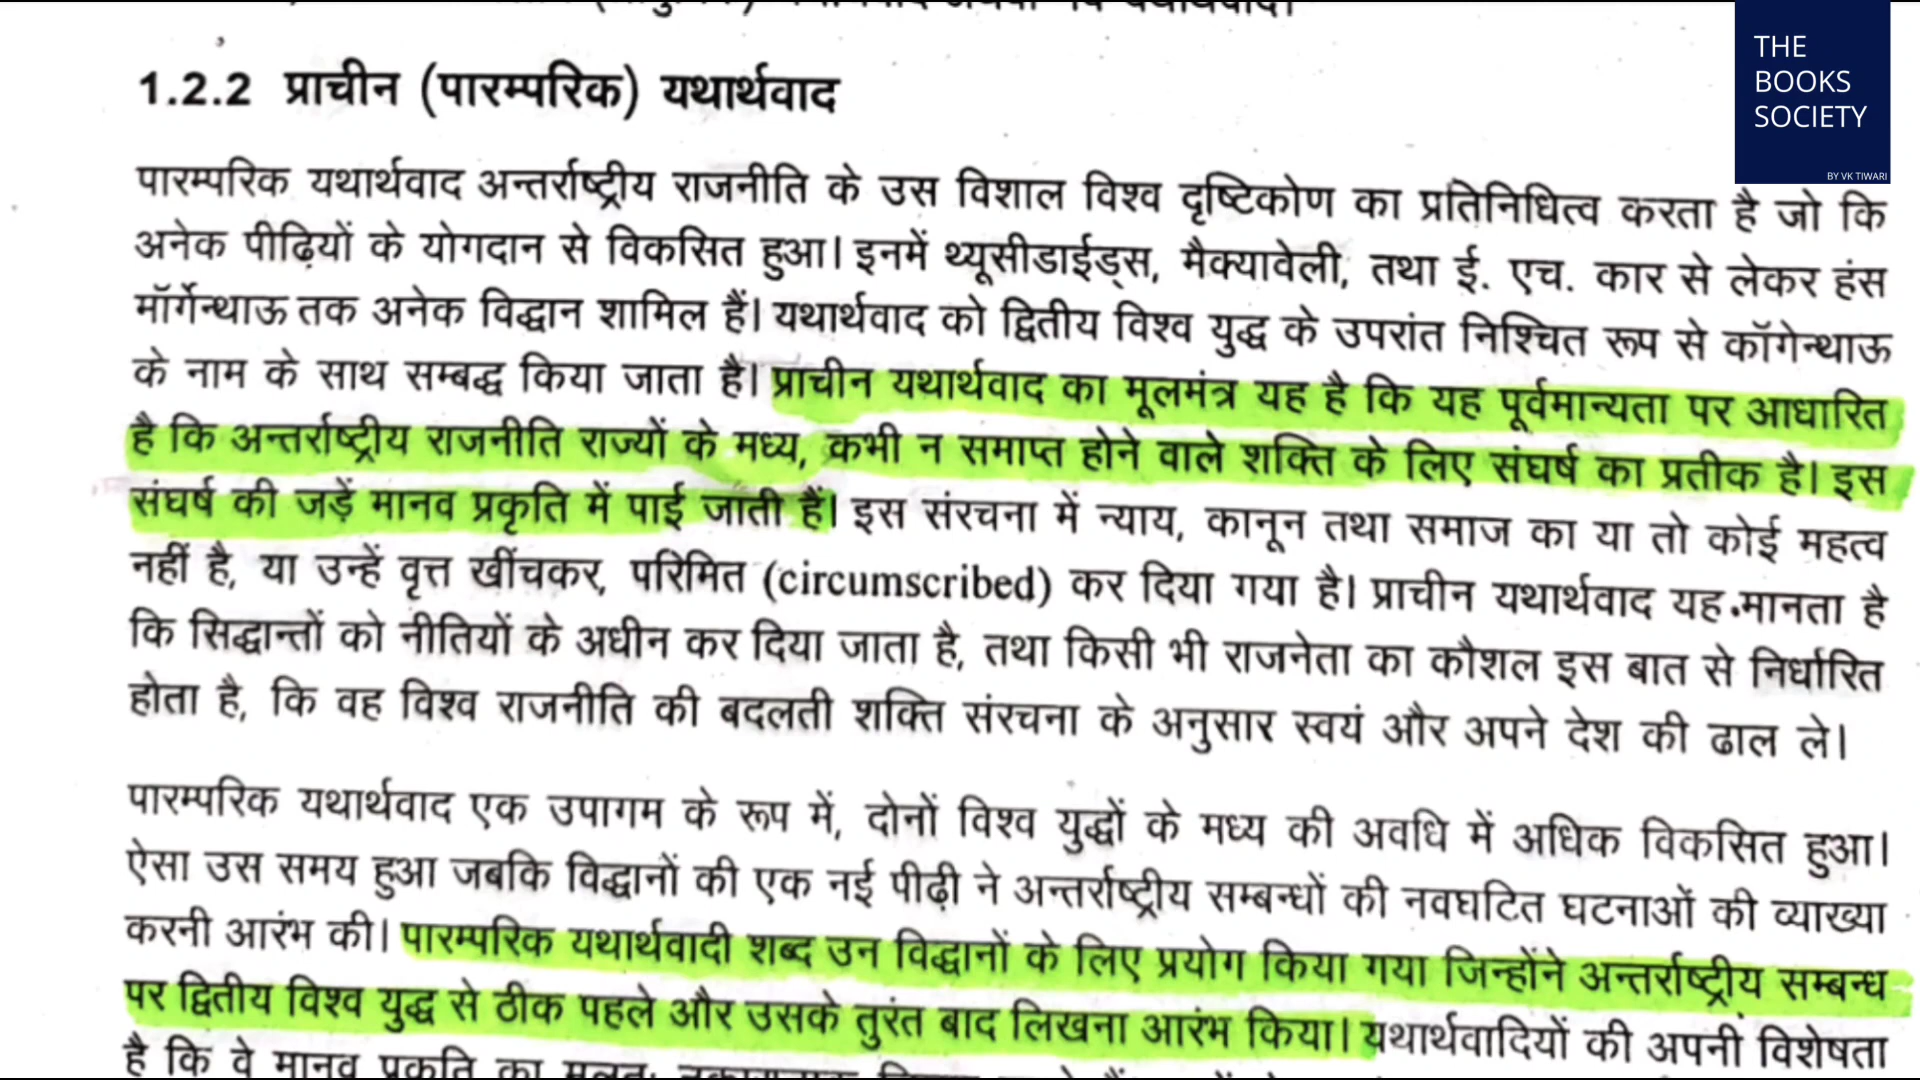 THE
BOOKS
SOCIETY
BY VK TIWARI
1.2.2 प्राचीन (पारम्परिक) यथार्थवाद
पारम्परिक यथार्थवाद अन्तर्राष्ट्रीय राजनीति के उस विशाल विश्व दृष्टिकोण का प्रतिनिधित्व करता है जो कि
अनेक पीढ़ियों के योगदान से विकसित हुआ। इनमें थ्यूसीडाईड्स, मैक्यावेली, तथा ई. एच. कार से लेकर हंस
मॉर्गेन्थाऊ तक अनेक विद्वान शामिल हैं। यथार्थवाद को द्वितीय विश्व युद्ध के उपरांत निश्चित रूप से कॉगेन्थाऊ
के नाम के साथ सम्बद्ध किया जाता है। प्राचीन यथार्थवाद का मूलमंत्र यह है कि यह पूर्वमान्यता पर आधारित
है कि अन्तर्राष्ट्रीय राजनीति राज्यों के मध्य, कभी न समाप्त होने वाले शक्ति के लिए संघर्ष का प्रतीक है। इस
संघर्ष की जड़ें मानव प्रकृति में पाई जाती हैं। इस संरचना में न्याय, कानून तथा समाज का या तो कोई महत्व
नहीं है, या उन्हें वृत्त खींचकर, परिमित (circumscribed) कर दिया गया है। प्राचीन यथार्थवाद यह मानता है
कि सिद्धान्तों को नीतियों के अधीन कर दिया जाता है, तथा किसी भी राजनेता का कौशल इस बात से निर्धारित
होता है, कि वह विश्व राजनीति की बदलती शक्ति संरचना के अनुसार स्वयं और अपने देश की ढाल ले।
पारम्परिक यथार्थवाद एक उपागम के रूप में, दोनों विश्व युद्धों के मध्य की अवधि में अधिक विकसित हुआ।
ऐसा उस समय हुआ जबकि विद्वानों की एक नई पीढ़ी ने अन्तर्राष्ट्रीय सम्बन्धों की नवघटित घटनाओं की व्याख्या
करनी आरंभ की। पारम्परिक यथार्थवादी शब्द उन विद्वानों के लिए प्रयोग किया गया जिन्होंने अन्तर्राष्ट्रीय सम्बन्ध
पर द्वितीय विश्व युद्ध से ठीक पहले और उसके तुरंत बाद लिखना आरंभ किया। यथार्थवादियों की अपनी विशेषता
है कि वे मानव प्रकृति का